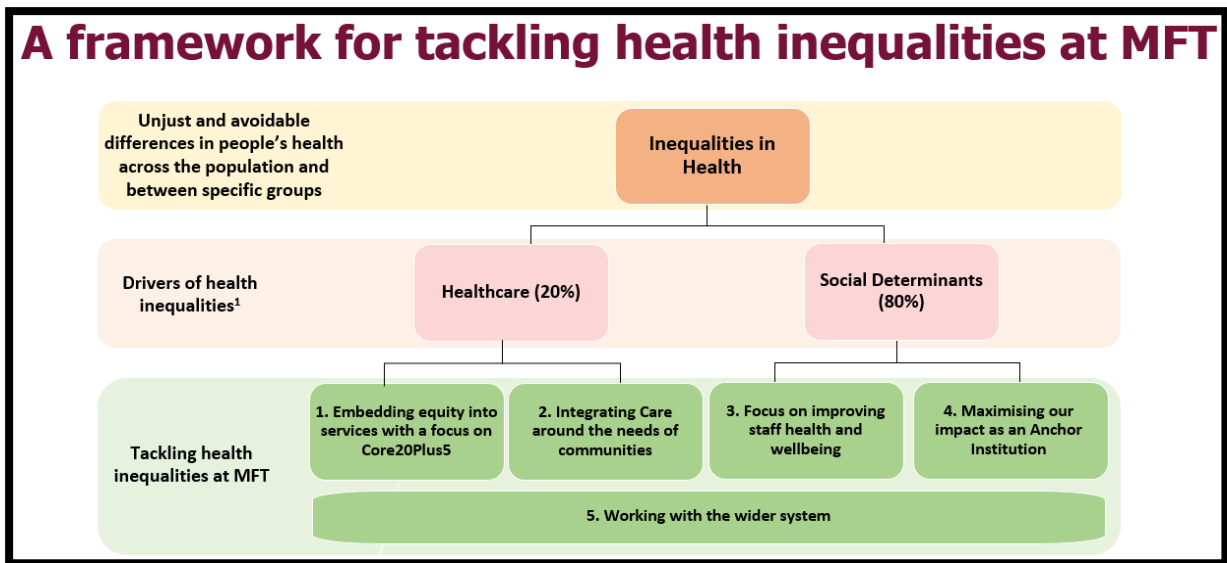 A framework for tackling health inequalities at MFT
Unjust and avoidable
differences in people's health
across the population and
between specific groups
Inequalities in
Health
Drivers of health
inequalities¹
Healthcare (20%)
Social Determinants
(80%)
Tackling health
inequalities at MFT
1. Embedding equity into
services with a focus on
Core20Plus5
2. Integrating Care
around the needs of
communities
3. Focus on improving
staff health and
wellbeing
4. Maximising our
impact as an Anchor
Institution
5. Working with the wider system